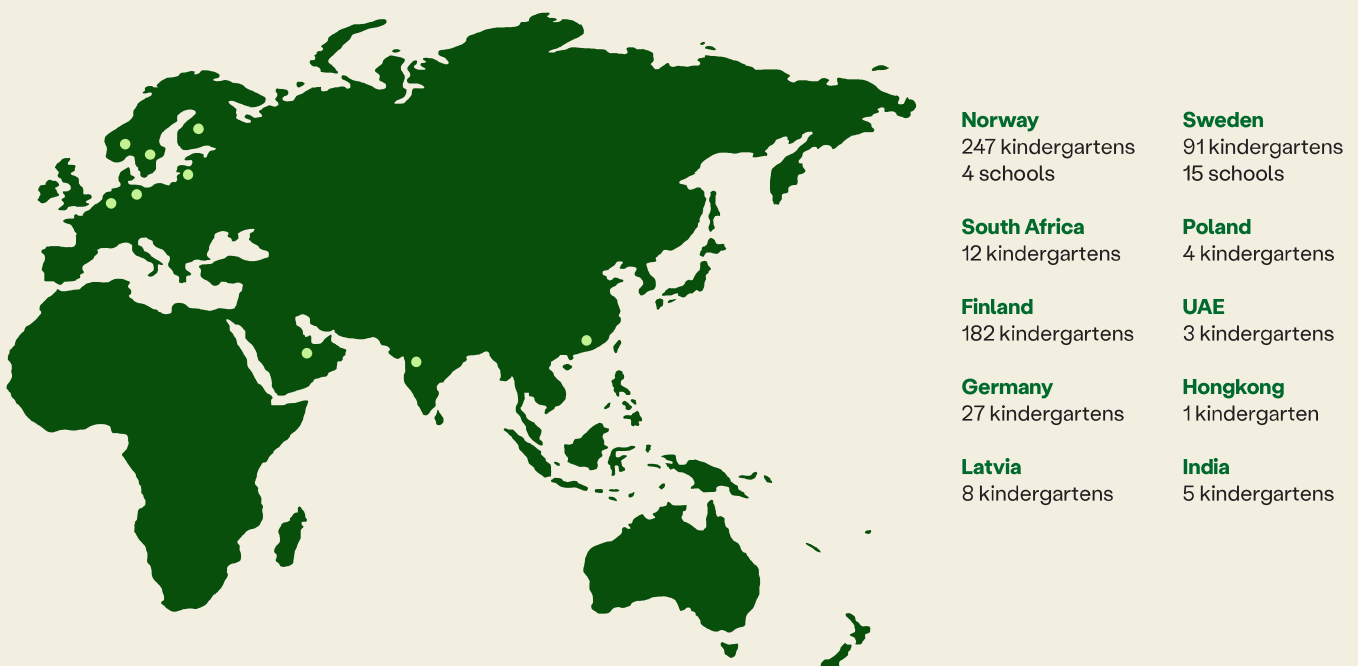 Norway
247 kindergartens
4 schools
Sweden
91 kindergartens
15 schools
South Africa
12 kindergartens
Poland
4 kindergartens
Finland
182 kindergartens
UAE
3 kindergartens
Germany
27 kindergartens
Hongkong
1 kindergarten
Latvia
8 kindergartens
India
5 kindergartens